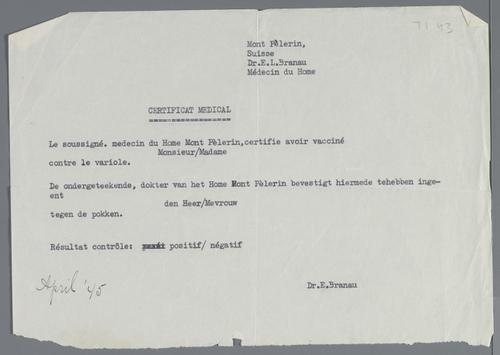 71 43
Mont Pèlerin,
Suisse
Dr.E.L.Branau
Médecin du Home
CERTIFICAT MEDICAL
Le soussigné. medecin du Home Mont Pèlerin,certifie avoir vacciné
Monsieur/Madame
contre le variole.
De ondergeteekende, dokter van het Home Mont Pèlerin bevestigt hiermede tehebben inge-
ent
den Heer/Mevrouw
tegen de pokken.
Résultat contrôle: positif/ négatif
April '45
Dr.E.Branau